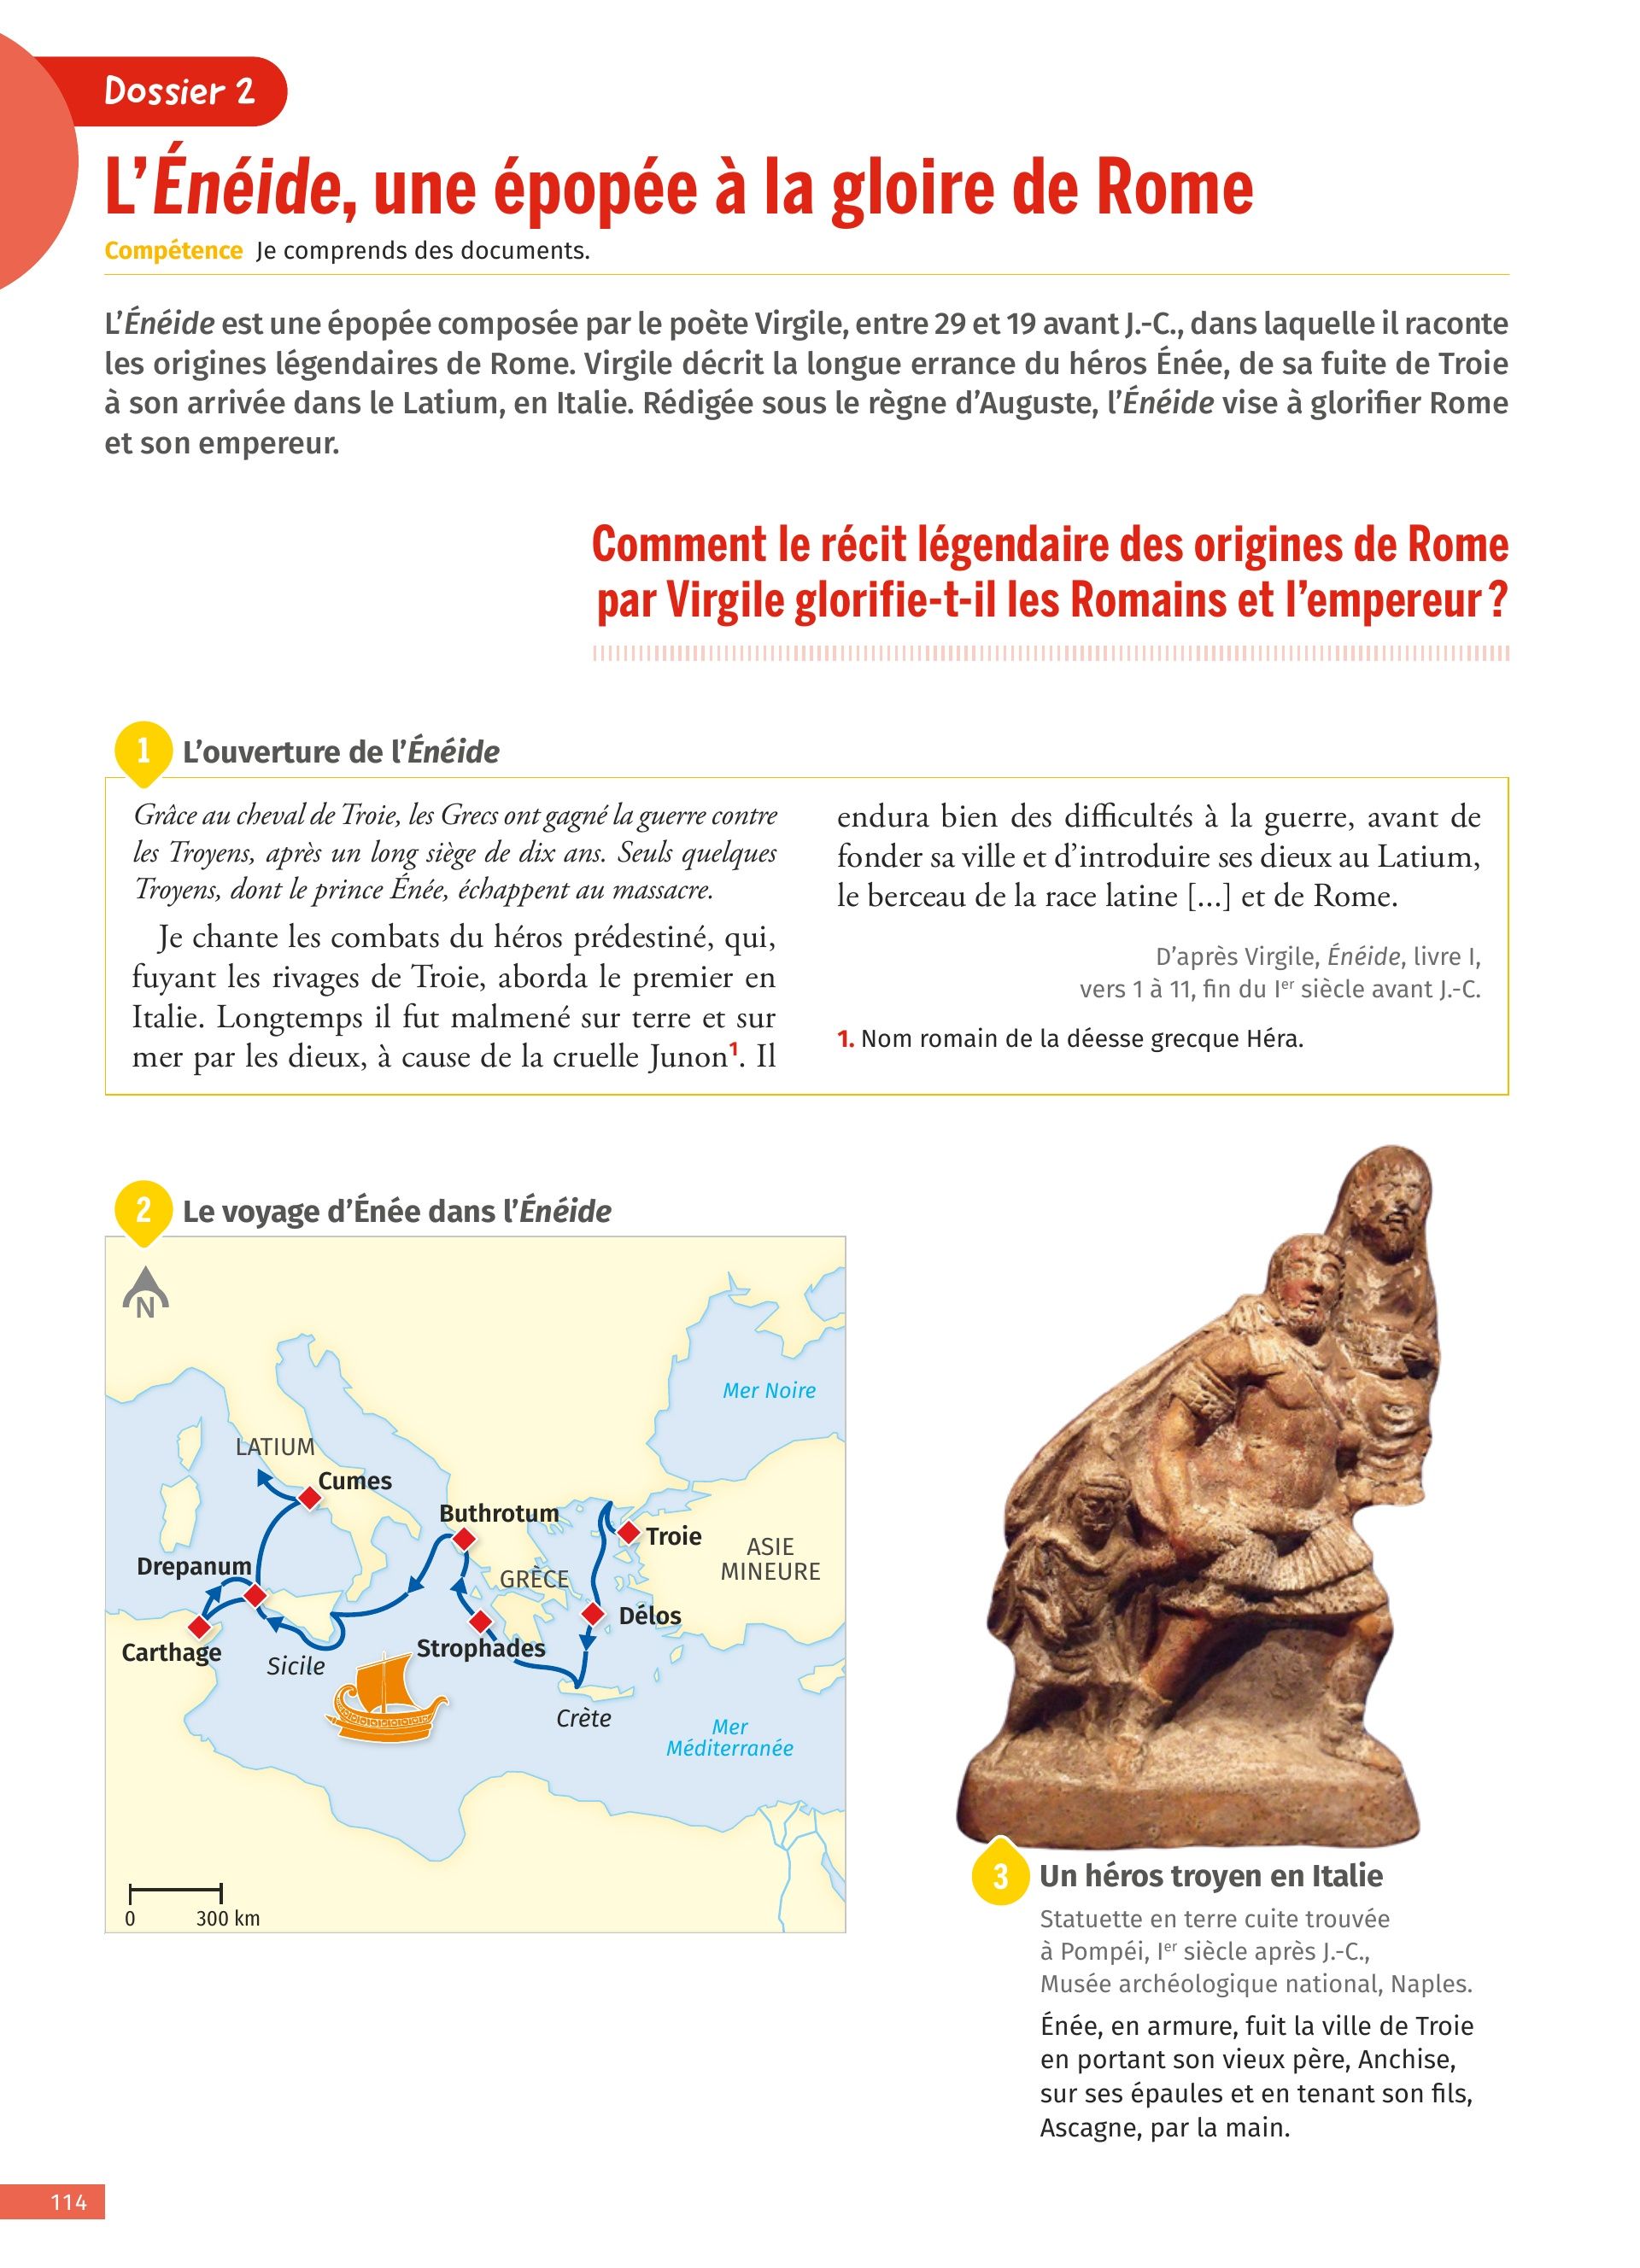 Dossier 2
L’Énéide, une épopée à la gloire de Rome
Compétence Je comprends des documents.
L’Énéide est une épopée composée par le poète Virgile, entre 29 et 19 avant J.-C., dans laquelle il raconte
les origines légendaires de Rome. Virgile décrit la longue errance du héros Énée, de sa fuite de Troie
à son arrivée dans le Latium, en Italie. Rédigée sous le règne d’Auguste, l’Énéide vise à glorifier Rome
et son empereur.
Comment le récit légendaire des origines de Rome
par Virgile glorifie-t-il les Romains et l’empereur ?
1 L’ouverture de l’Énéide
Grâce au cheval de Troie, les Grecs ont gagné la guerre contre
les Troyens, après un long siège de dix ans. Seuls quelques
Troyens, dont le prince Énée, échappent au massacre.
Je chante les combats du héros prédestiné, qui,
fuyant les rivages de Troie, aborda le premier en
Italie. Longtemps il fut malmené sur terre et sur
mer par les dieux, à cause de la cruelle Junon1. Il
endura bien des difficultés à la guerre, avant de
fonder sa ville et d’introduire ses dieux au Latium,
le berceau de la race latine [...] et de Rome.
D’après Virgile, Énéide, livre I,
vers 1 à 11, fin du Ier siècle avant J.-C.
1. Nom romain de la déesse grecque Héra.
2 Le voyage d’Énée dans l’Énéide
N
Mer Noire
LATIUM
Cumes
Buthrotum
Troie
ASIE
MINEURE
Drepanum
GRÈCE
Délos
Carthage
Strophades
Sicile
Crète
Mer
Méditerranée
0 300 km
3 Un héros troyen en Italie
Statuette en terre cuite trouvée
à Pompéi, Ier siècle après J.-C.,
Musée archéologique national, Naples.
Énée, en armure, fuit la ville de Troie
en portant son vieux père, Anchise,
sur ses épaules et en tenant son fils,
Ascagne, par la main.
114